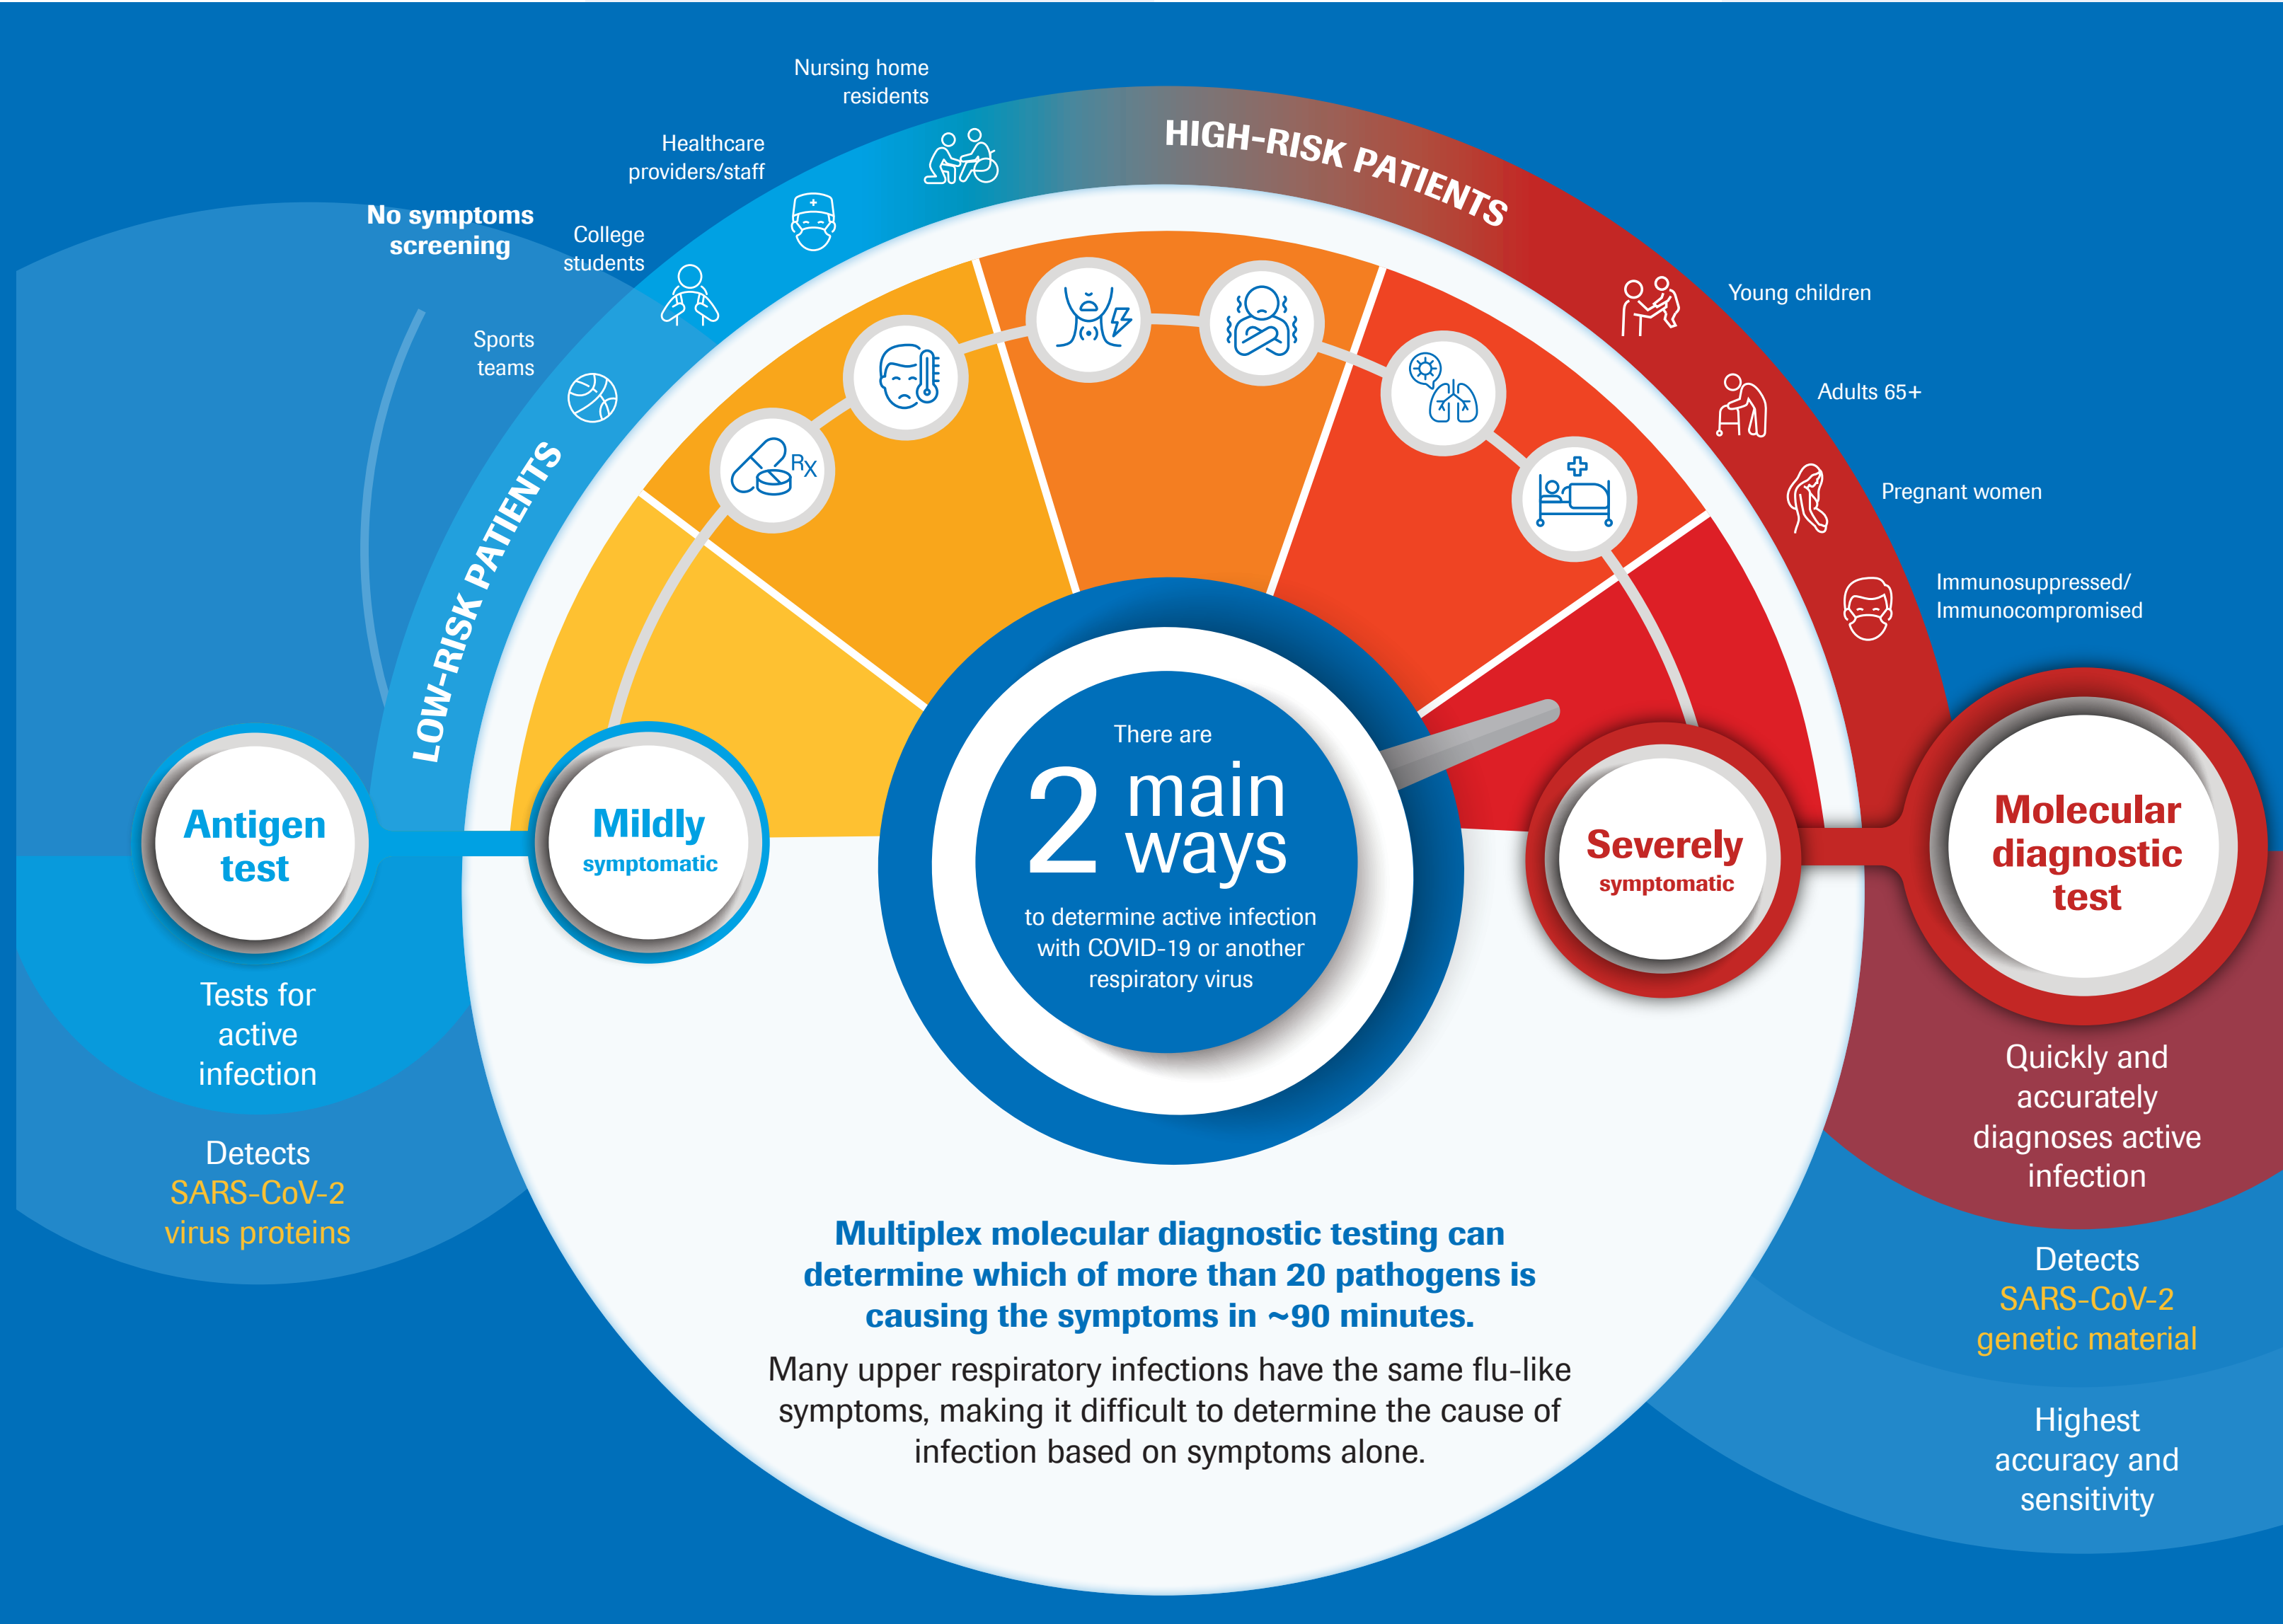 Nursing home
residents
Healthcare
providers/staff
No symptoms
screening
College
students
Sports
teams
LOW-RISK PATIENTS
HIGH-RISK PATIENTS
Young children
Adults 65+
Pregnant women
Immunosuppressed/
Immunocompromised
RX
Antigen
test
Mildly
symptomatic
There are
2 main
ways
to determine active infection
with COVID-19 or another
respiratory virus
Severely
symptomatic
Molecular
diagnostic
test
Tests for
active
infection
Detects
SARS-CoV-2
virus proteins
Multiplex molecular diagnostic testing can
determine which of more than 20 pathogens is
causing the symptoms in ~90 minutes.
Many upper respiratory infections have the same flu-like
symptoms, making it difficult to determine the cause of
infection based on symptoms alone.
Quickly and
accurately
diagnoses active
infection
Detects
SARS-CoV-2
genetic material
Highest
accuracy and
sensitivity